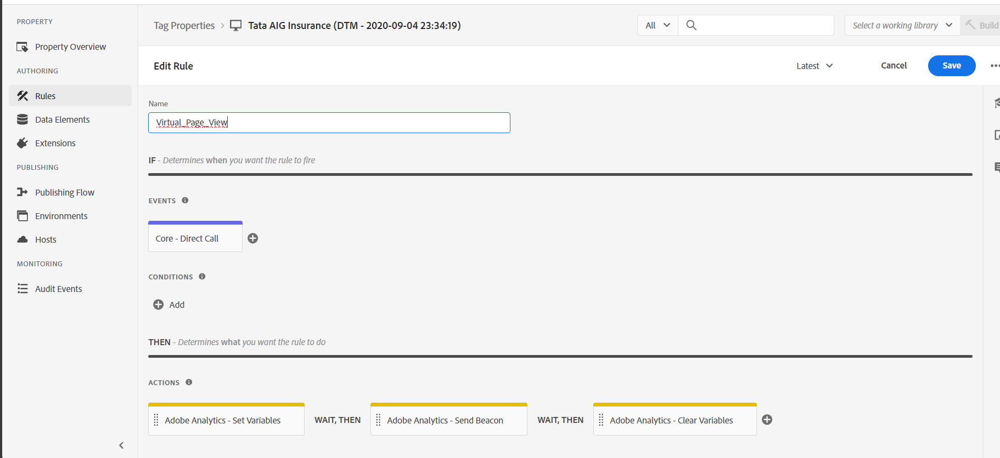 PROPERTY
Property Overview
AUTHORING
Rules
Data Elements
Extensions
PUBLISHING
Publishing Flow
Environments
Hosts
MONITORING
Audit Events
Tag Properties > Tata AIG Insurance (DTM - 2020-09-04 23:34:19)
All
Select a working library
Build
Edit Rule
Latest
Cancel
Save
Name
Virtual_Page_View
IF - Determines when you want the rule to fire
EVENTS
Core - Direct Call
CONDITIONS
Add
THEN - Determines what you want the rule to do
ACTIONS
Adobe Analytics - Set Variables WAIT, THEN Adobe Analytics - Send Beacon WAIT, THEN Adobe Analytics - Clear Variables